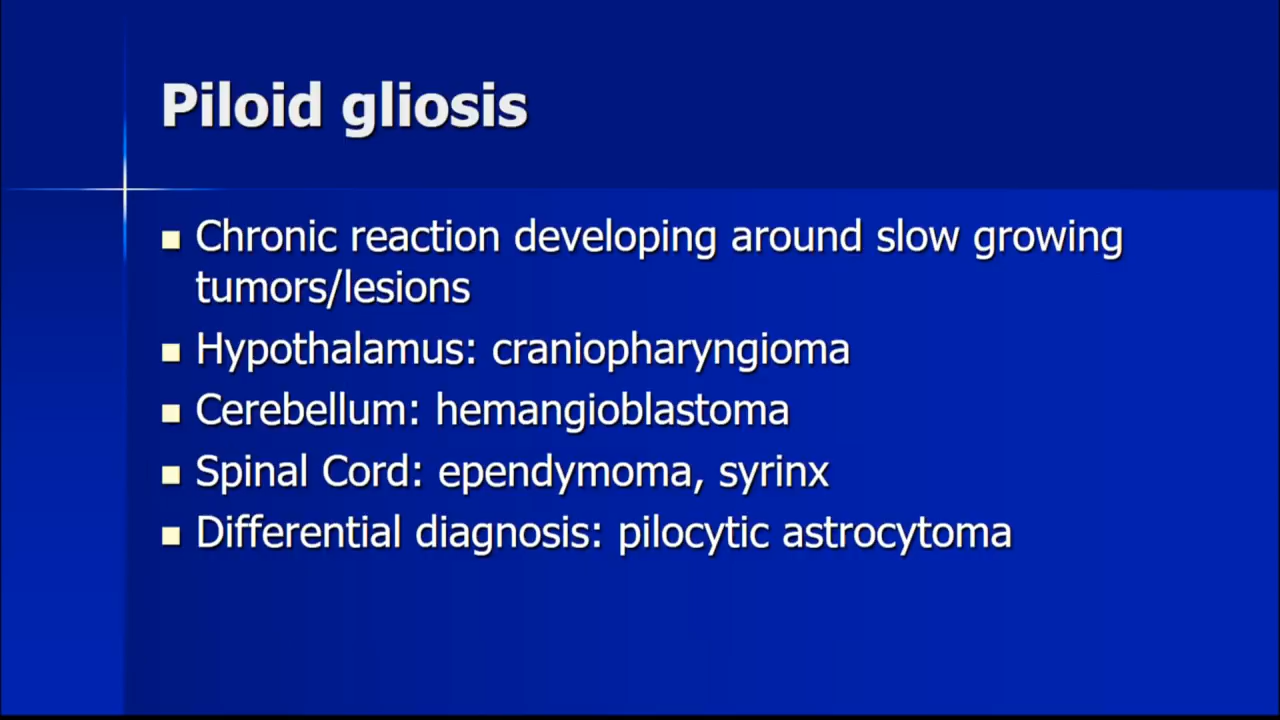 Piloid gliosis
Chronic reaction developing around slow growing
tumors/lesions
Hypothalamus: craniopharyngioma
Cerebellum: hemangioblastoma
Spinal Cord: ependymoma, syrinx
Differential diagnosis: pilocytic astrocytoma